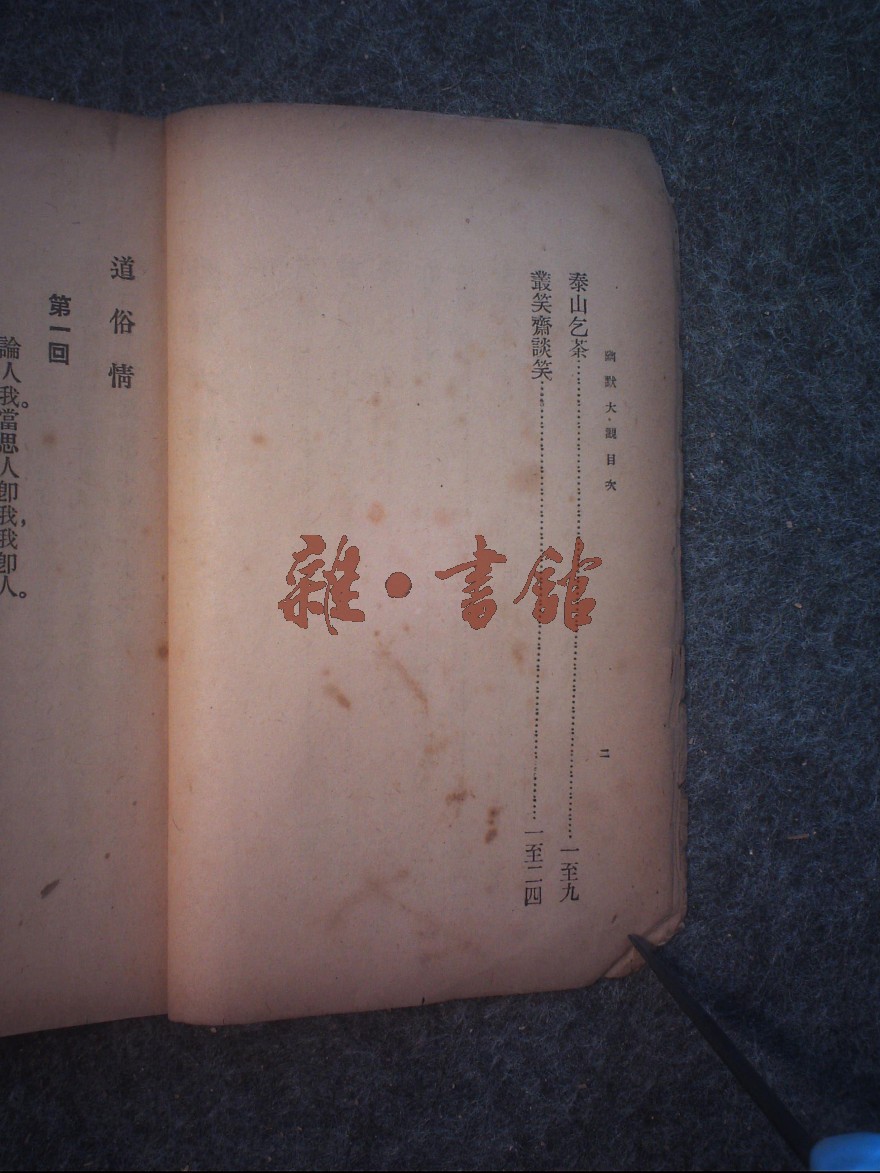 幽默大觀目次
二
泰山乞茶 一至九
叢笑齋談笑 一至二四
道俗情
第一回
論人我。當思人卽我，我卽人。
雜・書館